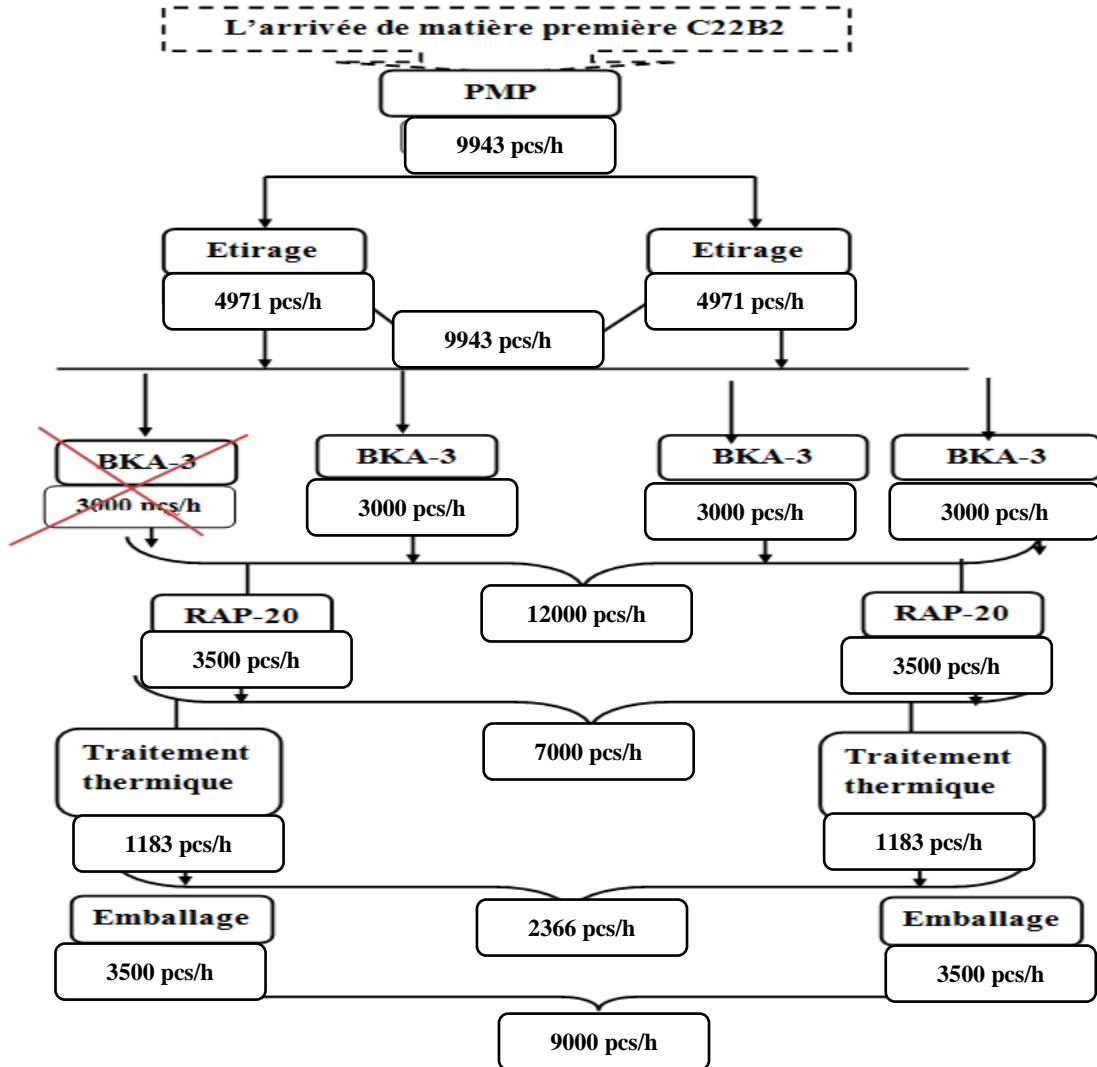 L'arrivée de matière première C22B2
PMP
9943 pcs/h
Etirage
Etirage
4971 pcs/h
4971 pcs/h
9943 pcs/h
BKA-3
BKA-3
BKA-3
BKA-3
3000 pcs/h
3000 pcs/h
3000 pcs/h
3000 pcs/h
12000 pcs/h
RAP-20
RAP-20
3500 pcs/h
3500 pcs/h
7000 pcs/h
Traitement
thermique
Traitement
thermique
1183 pcs/h
1183 pcs/h
2366 pcs/h
Emballage
Emballage
3500 pcs/h
3500 pcs/h
9000 pcs/h